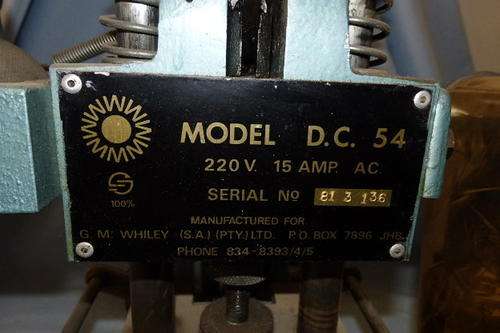 MODEL D.C. 54
220 V. 15 AMP. AC
SERIAL No 81 3 136
100%
MANUFACTURED FOR
G. M. WHILEY (S.A.) (PTY.) LTD. P.O. BOX 7896 JHB.
PHONE 834-8393/4/5